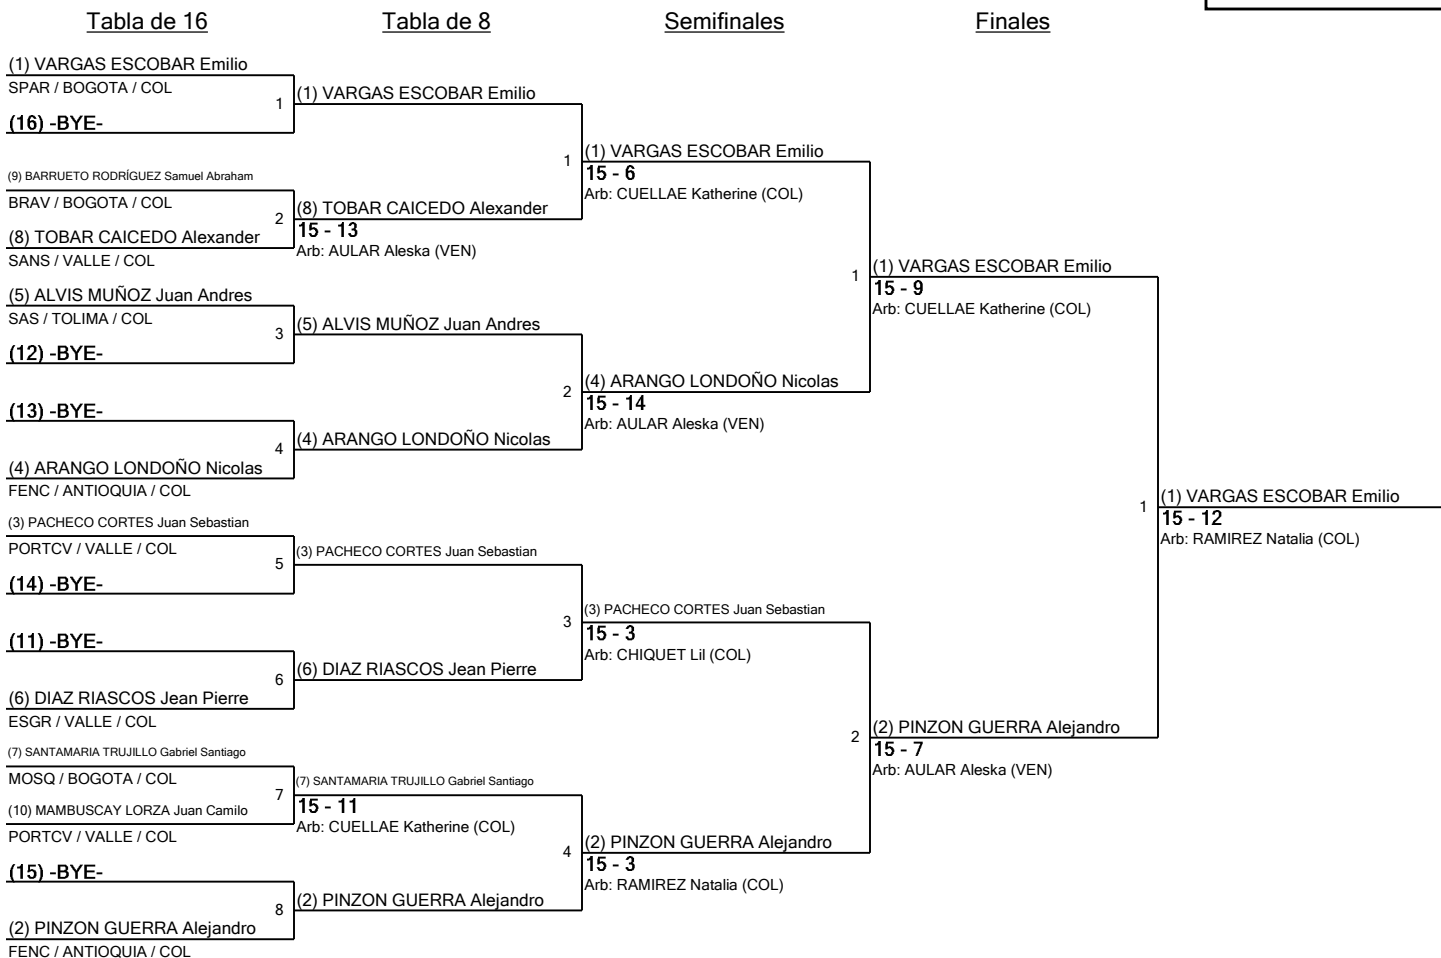 Tabla de 16
Tabla de 8
Semifinales
Finales
(1) VARGAS ESCOBAR Emilio
SPAR / BOGOTA / COL
1
(16) -BYE-
(9) BARRUETO RODRÍGUEZ Samuel Abraham
BRAV / BOGOTA / COL
2
(8) TOBAR CAICEDO Alexander
SANS / VALLE / COL
(5) ALVIS MUÑOZ Juan Andres
SAS / TOLIMA / COL
3
(12) -BYE-
(13) -BYE-
4
(4) ARANGO LONDOÑO Nicolas
FENC / ANTIOQUIA / COL
(3) PACHECO CORTES Juan Sebastian
PORTCV / VALLE / COL
5
(14) -BYE-
(11) -BYE-
6
(6) DIAZ RIASCOS Jean Pierre
ESGR / VALLE / COL
(7) SANTAMARIA TRUJILLO Gabriel Santiago
MOSQ / BOGOTA / COL
7
(10) MAMBUSCAY LORZA Juan Camilo
PORTCV / VALLE / COL
(15) -BYE-
8
(2) PINZON GUERRA Alejandro
FENC / ANTIOQUIA / COL
(1) VARGAS ESCOBAR Emilio
1
(8) TOBAR CAICEDO Alexander
15 - 13
Arb: AULAR Aleska (VEN)
(5) ALVIS MUÑOZ Juan Andres
2
(4) ARANGO LONDOÑO Nicolas
(3) PACHECO CORTES Juan Sebastian
3
(6) DIAZ RIASCOS Jean Pierre
(7) SANTAMARIA TRUJILLO Gabriel Santiago
15 - 11
Arb: CUELLAE Katherine (COL)
4
(2) PINZON GUERRA Alejandro
(1) VARGAS ESCOBAR Emilio
15 - 6
Arb: CUELLAE Katherine (COL)
1
(4) ARANGO LONDOÑO Nicolas
15 - 14
Arb: AULAR Aleska (VEN)
(3) PACHECO CORTES Juan Sebastian
15 - 3
Arb: CHIQUET Lil (COL)
2
(2) PINZON GUERRA Alejandro
15 - 3
Arb: RAMIREZ Natalia (COL)
(1) VARGAS ESCOBAR Emilio
15 - 9
Arb: CUELLAE Katherine (COL)
1
(2) PINZON GUERRA Alejandro
15 - 7
Arb: AULAR Aleska (VEN)
(1) VARGAS ESCOBAR Emilio
15 - 12
Arb: RAMIREZ Natalia (COL)